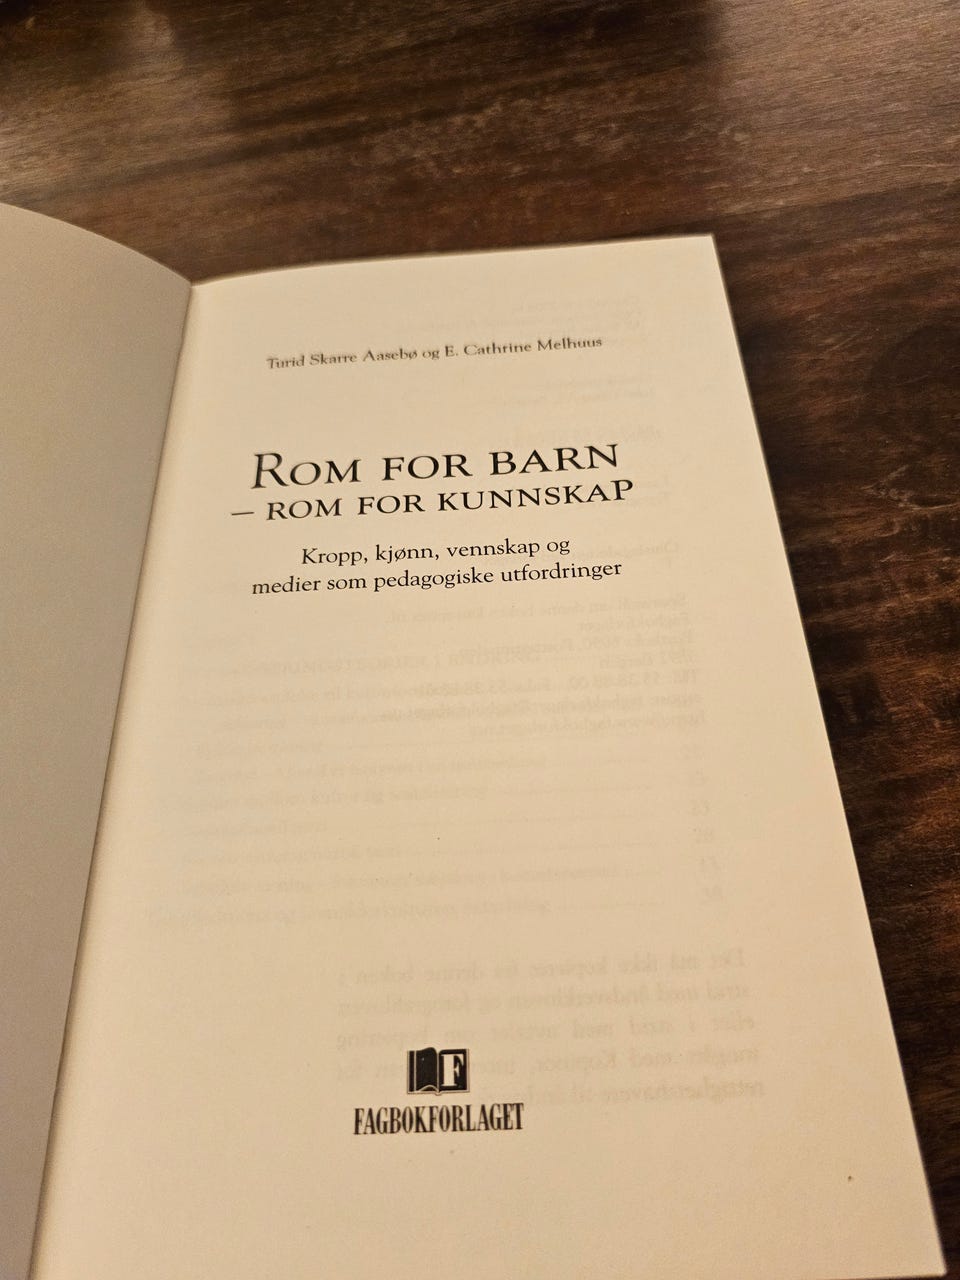 Turid Skarre Aasebø og E. Cathrine Melhuus
ROM FOR BARN
– ROM FOR KUNNSKAP
Kropp, kjønn, vennskap og
medier som pedagogiske utfordringer
F
FAGBOKFORLAGET